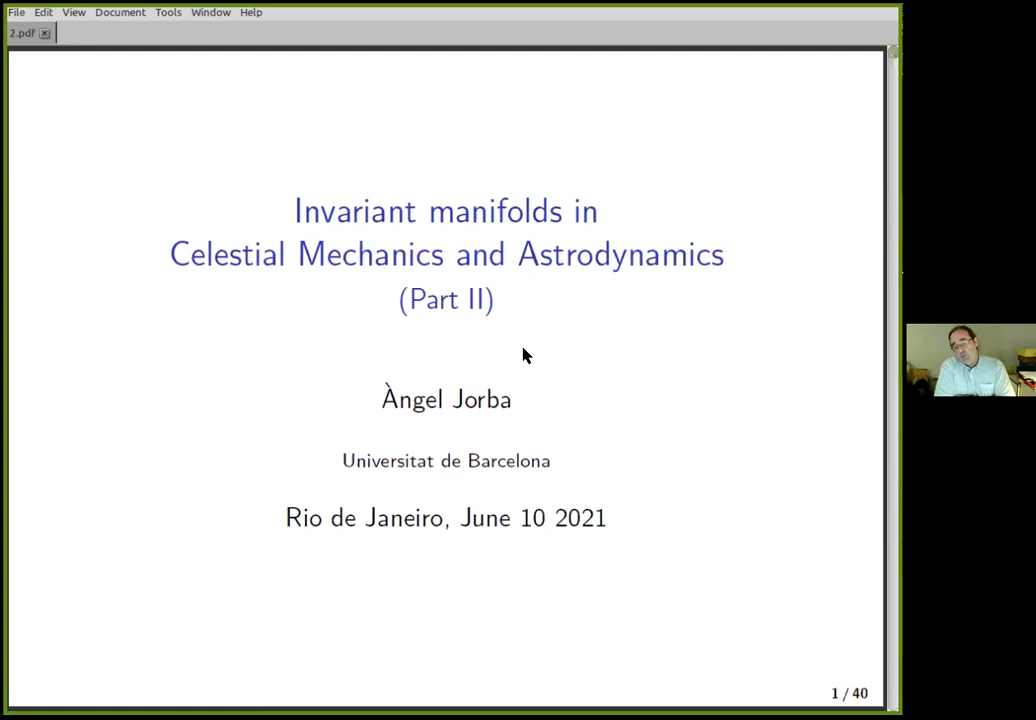 File Edit View Document Tools Window Help
2.pdf
Invariant manifolds in
Celestial Mechanics and Astrodynamics
(Part II)
Àngel Jorba
Universitat de Barcelona
Rio de Janeiro, June 10 2021
1 / 40